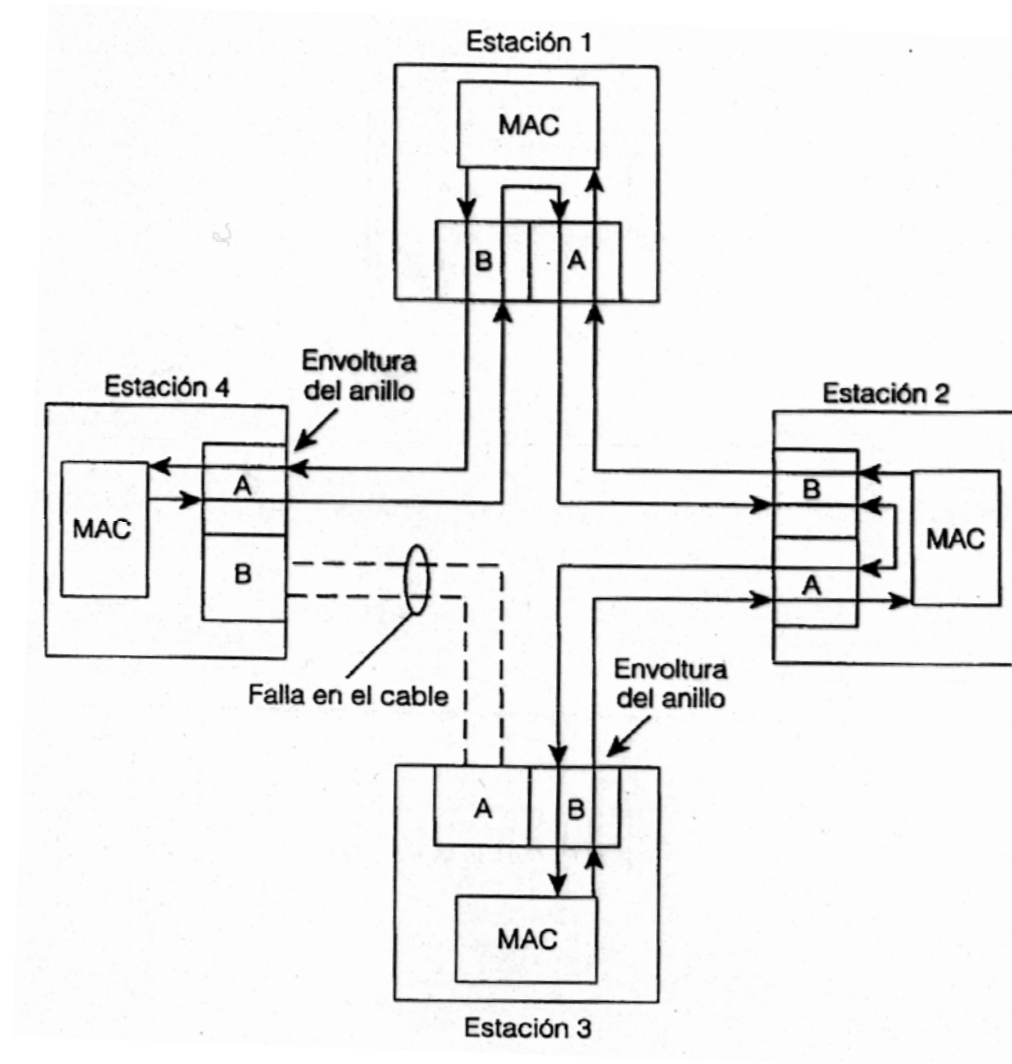 Estación 1
MAC
B A
Envoltura
del anillo
Estación 4
MAC
A
B
Estación 2
B
A
MAC
Falla en el cable
Envoltura
del anillo
A B
MAC
Estación 3